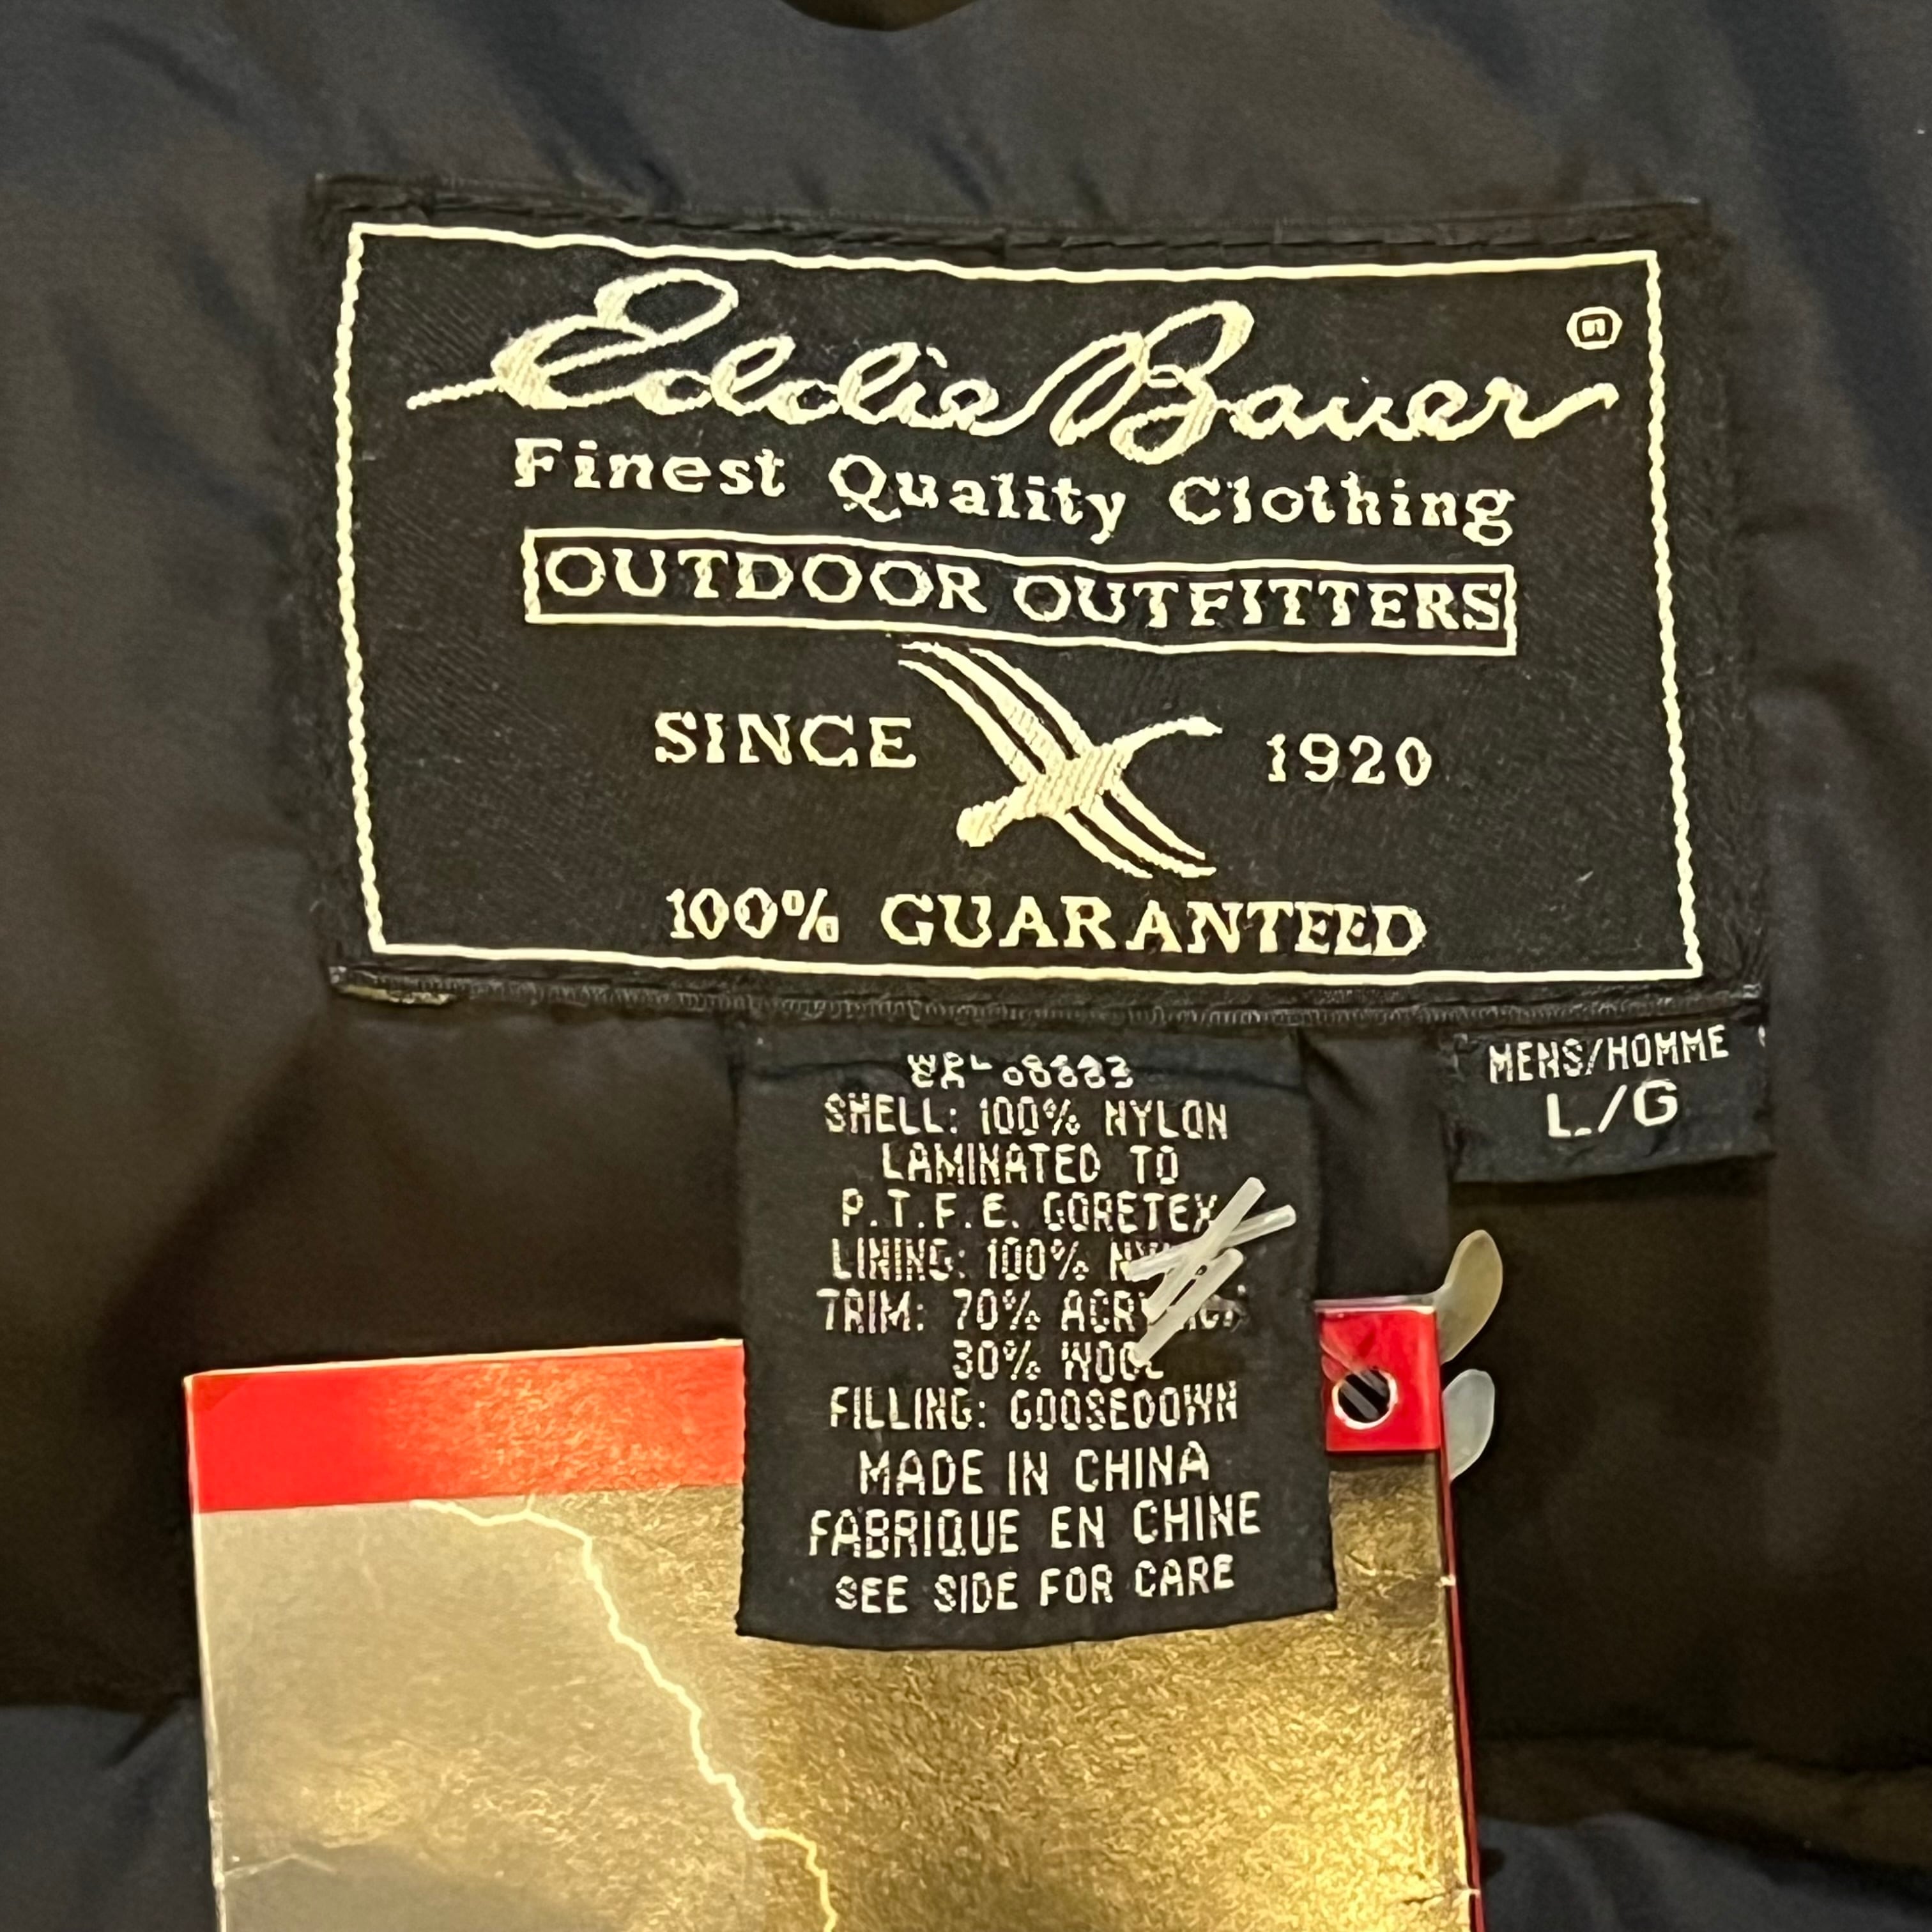 Eddie Bauer ®
Finest Quality Clothing
OUTDOOR OUTFITTERS
SINCE 1920
100% GUARANTEED
MENS/HOMME
L/G
SHELL: 100% NYLON
LAMINATED TO
P.T.F.E. GORETEX
LINING: 100%
TRIM: 70%
30% WOOL
FILLING: GOOSEDOWN
MADE IN CHINA
FABRIQUE EN CHINE
SEE SIDE FOR CARE